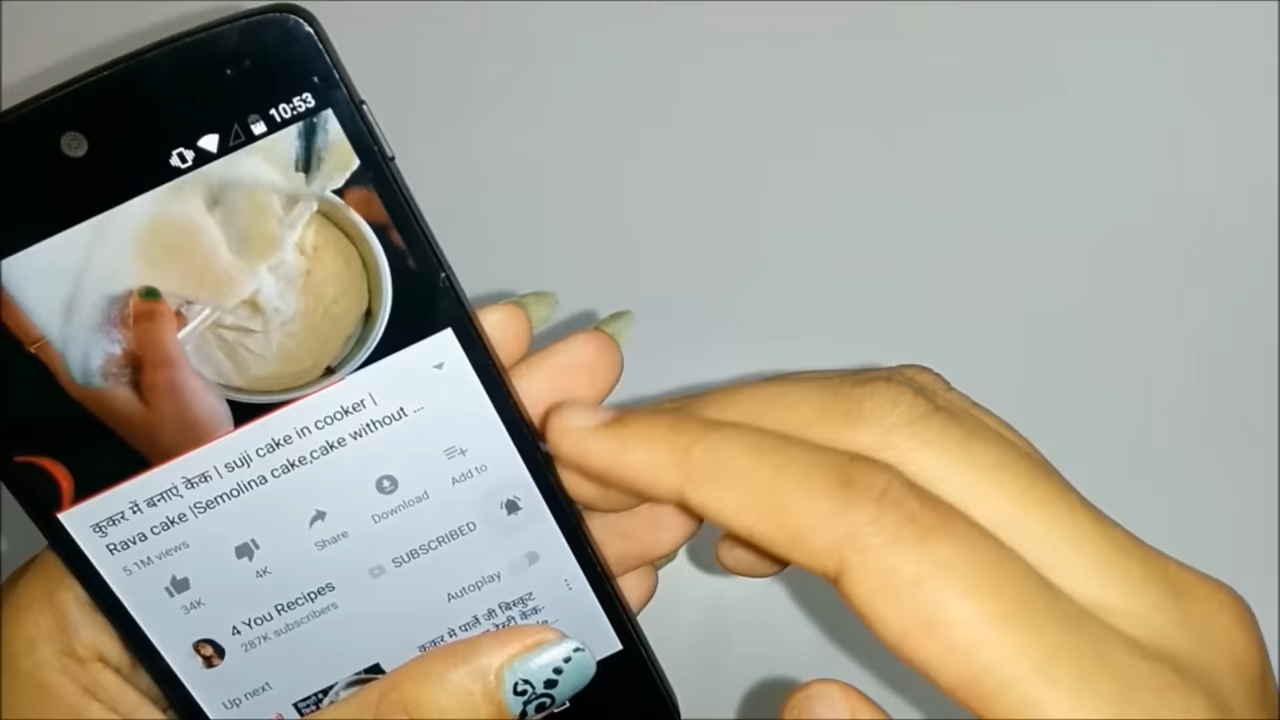 10:53
कुकर में बनाएं केक | suji cake in cooker |
Rava cake |Semolina cake,cake without ...
5.1M views
34K
4K
Share
Download
Add to
4 You Recipes
287K subscribers
SUBSCRIBED
Autoplay
Up next
कुकर मे पार्ले जी बिस्कुट
केक-